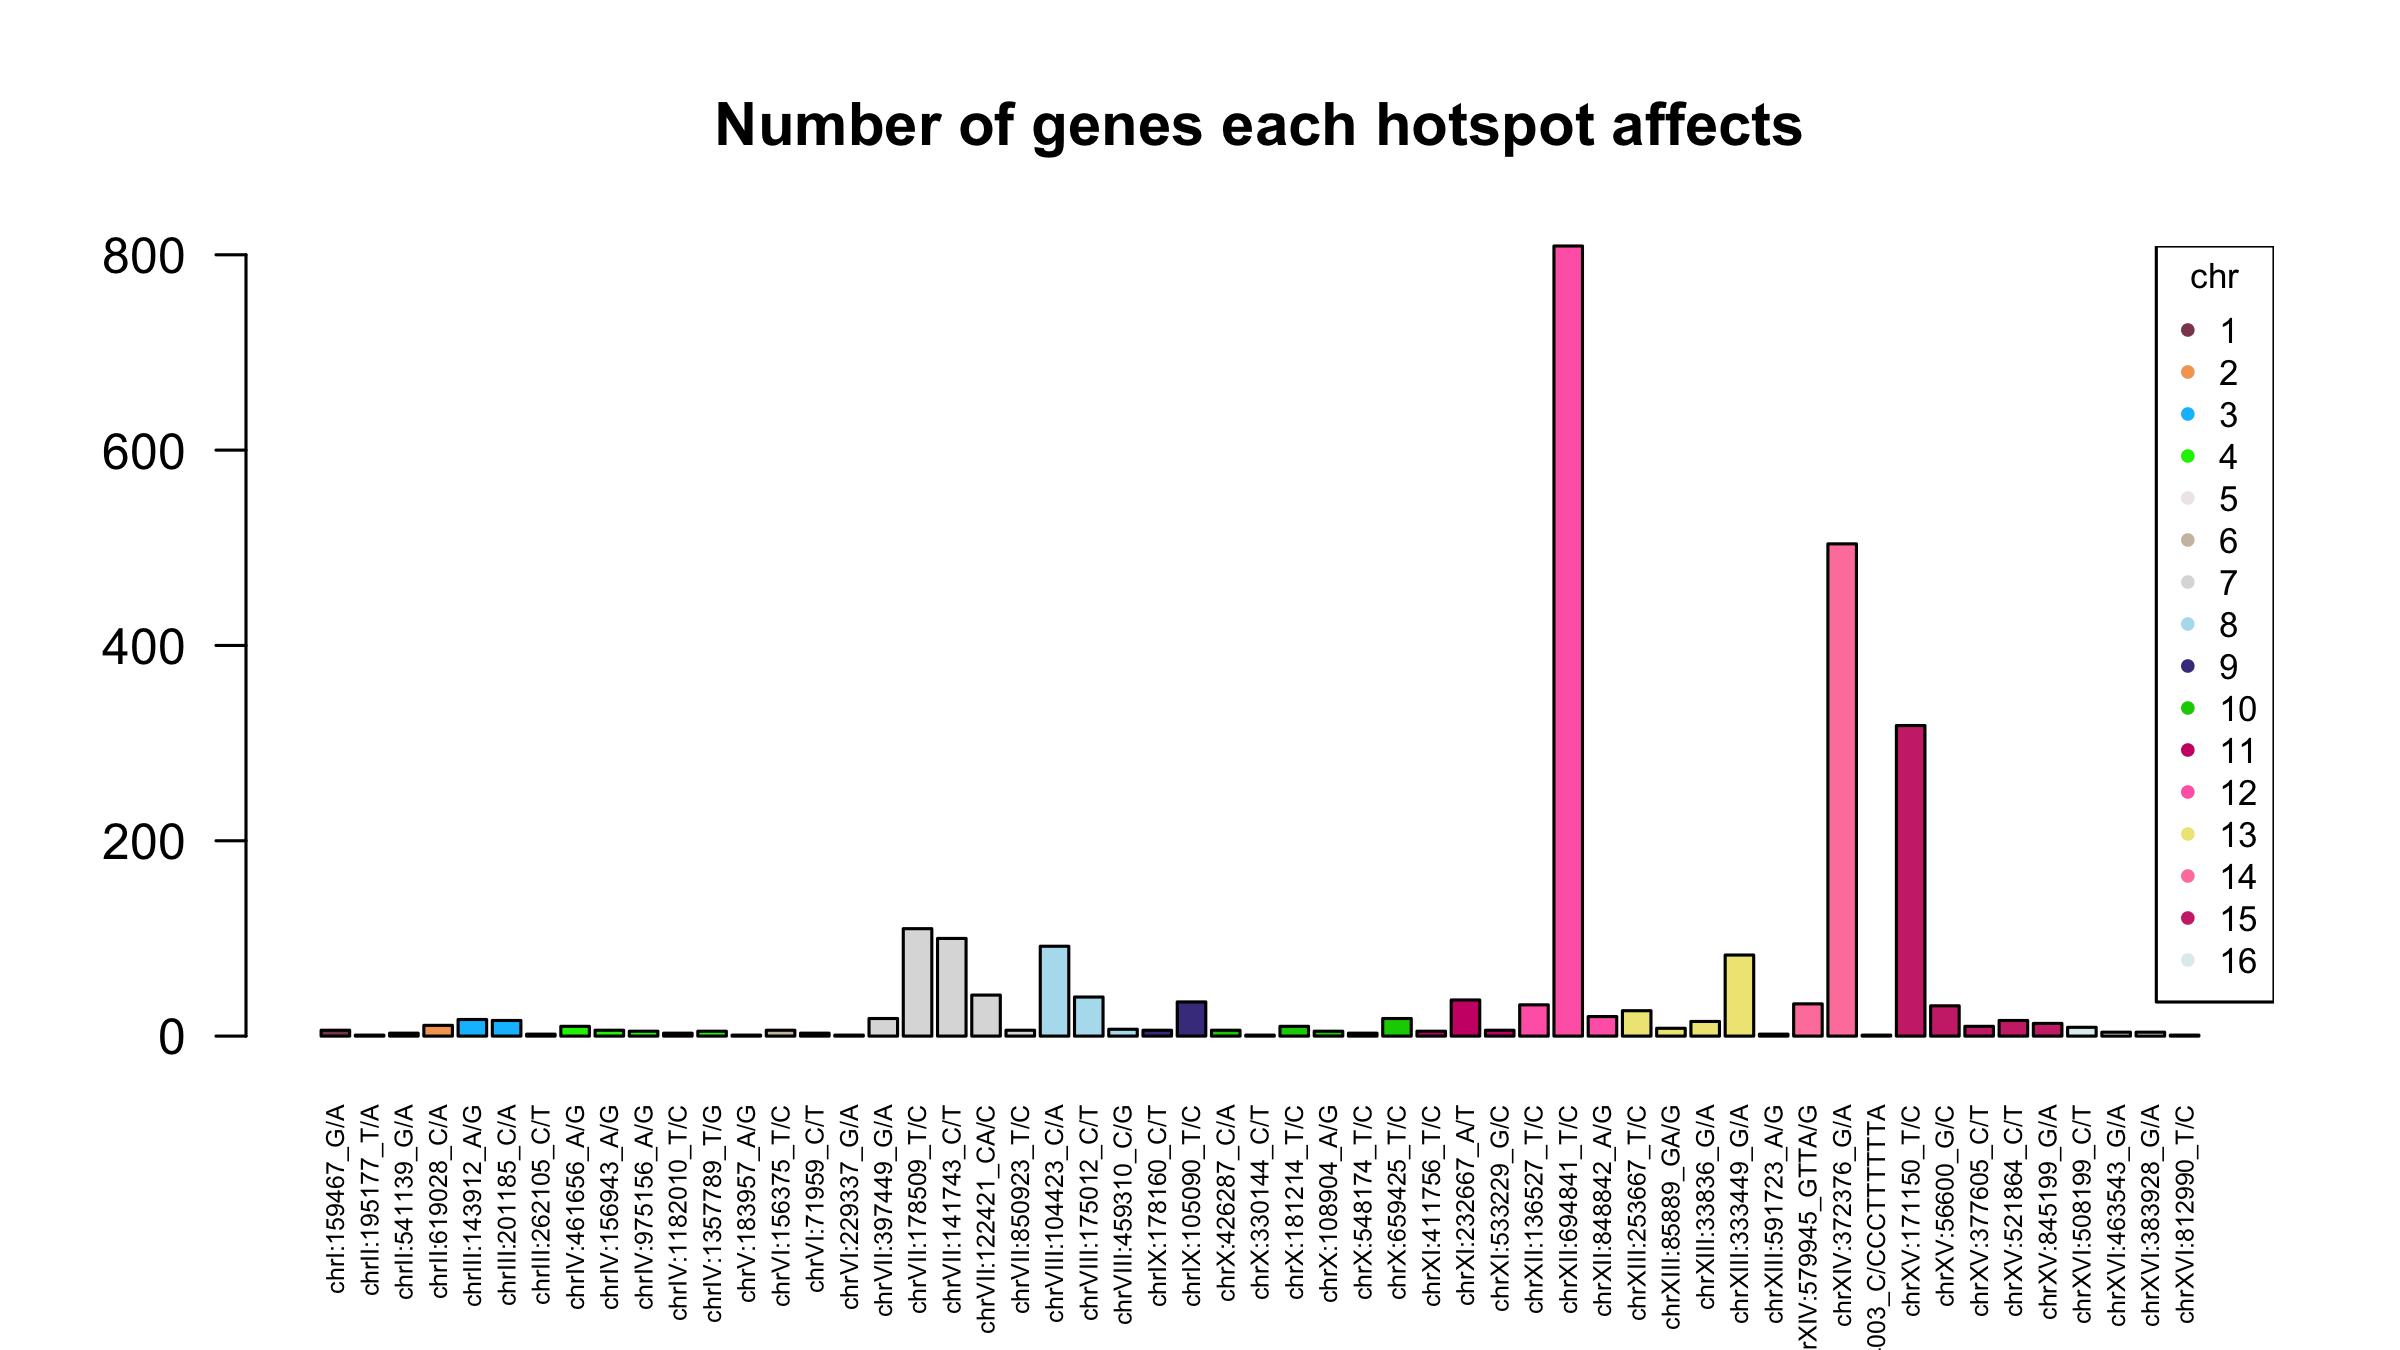 Number of genes each hotspot affects
800
600
400
200
0
chr
1
2
3
4
5
6
7
8
9
10
11
12
13
14
15
16
chrI:159467_G/A
chrII:195177_T/A
chrII:541139_G/A
chrII:619028_C/A
chrIII:143912_A/G
chrIII:201185_C/A
chrIII:262105_C/T
chrIV:461656_A/G
chrIV:156943_A/G
chrIV:975156_A/G
chrIV:1182010_T/C
chrIV:1357789_T/G
chrV:183957_A/G
chrVI:156375_T/C
chrVI:71959_C/T
chrVI:229337_G/A
chrVII:397449_G/A
chrVII:178509_T/C
chrVII:141743_C/T
chrVII:122421_CA/C
chrVII:850923_T/C
chrVIII:104423_C/A
chrVIII:175012_C/T
chrVIII:459310_C/G
chrIX:178160_C/T
chrIX:105090_T/C
chrX:426287_C/A
chrX:330144_C/T
chrX:181214_T/C
chrX:108904_A/G
chrX:548174_T/C
chrX:659425_T/C
chrXI:411756_T/C
chrXI:232667_A/T
chrXI:533229_G/C
chrXII:136527_T/C
chrXII:694841_T/C
chrXII:848842_A/G
chrXIII:253667_T/C
chrXIII:85889_GA/G
chrXIII:33836_G/A
chrXIII:333449_G/A
chrXIII:591723_A/G
rXIV:579945_GTTA/G
chrXIV:372376_G/A
003_C/CCCTTTTTA
chrXV:171150_T/C
chrXV:56600_G/C
chrXV:377605_C/T
chrXV:521864_C/T
chrXV:845199_G/A
chrXVI:508199_C/T
chrXVI:463543_G/A
chrXVI:383928_G/A
chrXVI:812990_T/C